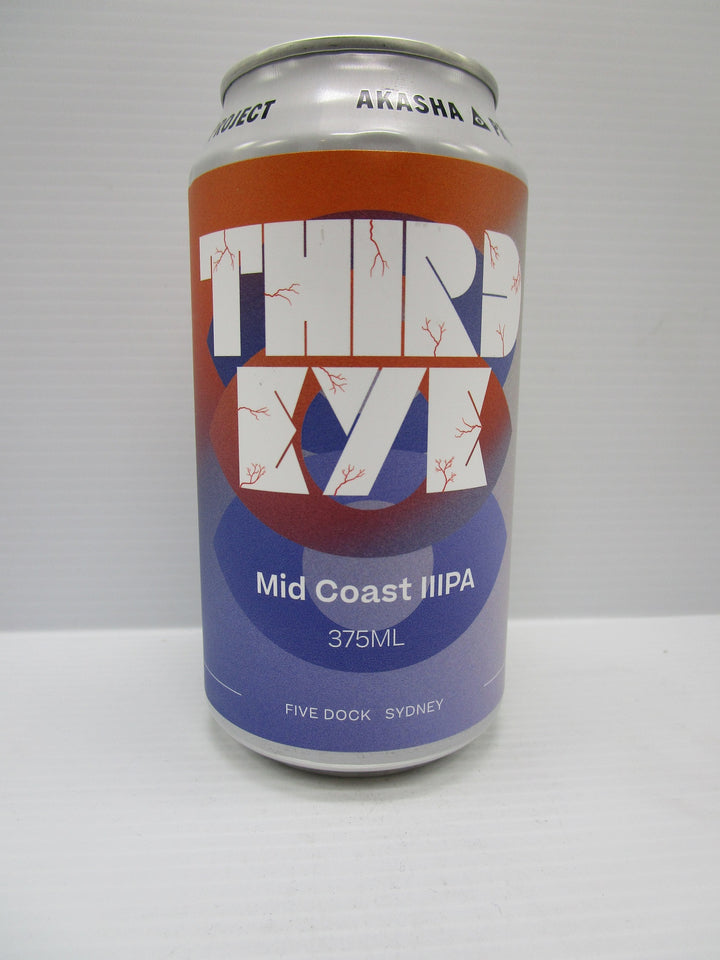 PROJECT AKASHA
THIRD
EYE
Mid Coast IIIPA
375ML
FIVE DOCK SYDNEY